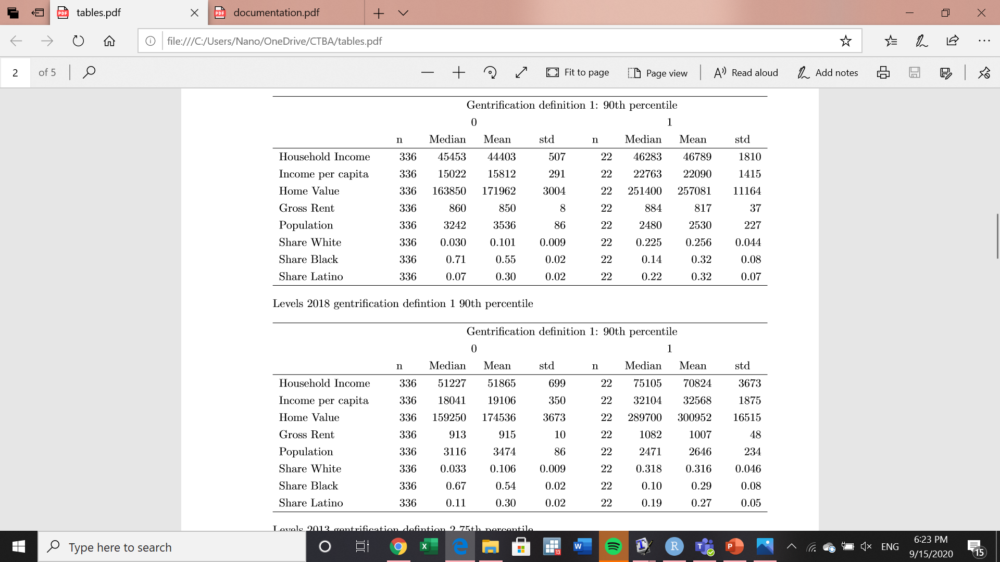 tables.pdf documentation.pdf
file:///C:/Users/Nano/OneDrive/CTBA/tables.pdf
2 of 5 Fit to page Page view Read aloud Add notes
Gentrification definition 1: 90th percentile
0 1
n Median Mean std n Median Mean std
Household Income 336 45453 44403 507 22 46283 46789 1810
Income per capita 336 15022 15812 291 22 22763 22090 1415
Home Value 336 163850 171962 3004 22 251400 257081 11164
Gross Rent 336 860 850 8 22 884 817 37
Population 336 3242 3536 86 22 2480 2530 227
Share White 336 0.030 0.101 0.009 22 0.225 0.256 0.044
Share Black 336 0.71 0.55 0.02 22 0.14 0.32 0.08
Share Latino 336 0.07 0.30 0.02 22 0.22 0.32 0.07
Levels 2018 gentrification defintion 1 90th percentile
Gentrification definition 1: 90th percentile
0 1
n Median Mean std n Median Mean std
Household Income 336 51227 51865 699 22 75105 70824 3673
Income per capita 336 18041 19106 350 22 32104 32568 1875
Home Value 336 159250 174536 3673 22 289700 300952 16515
Gross Rent 336 913 915 10 22 1082 1007 48
Population 336 3116 3474 86 22 2471 2646 234
Share White 336 0.033 0.106 0.009 22 0.318 0.316 0.046
Share Black 336 0.67 0.54 0.02 22 0.10 0.29 0.08
Share Latino 336 0.11 0.30 0.02 22 0.19 0.27 0.05
Levels 2013 gentrification defintion 2 75th percentile
Type here to search ENG 6:23 PM
9/15/2020 15